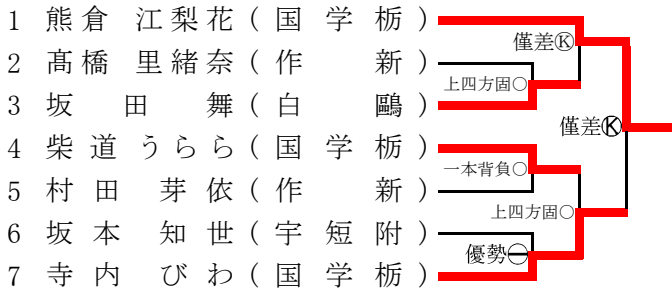 1 熊倉 江梨花(国学栃)
僅差Ⓚ
2 髙橋 里緒奈(作新)
上四方固○
3 坂田 舞(白鷗)
僅差Ⓚ
4 柴道 うらら(国学栃)
一本背負○
5 村田 芽依(作新)
上四方固○
6 坂本 知世(宇短附)
優勢㊀
7 寺内 びわ(国学栃)